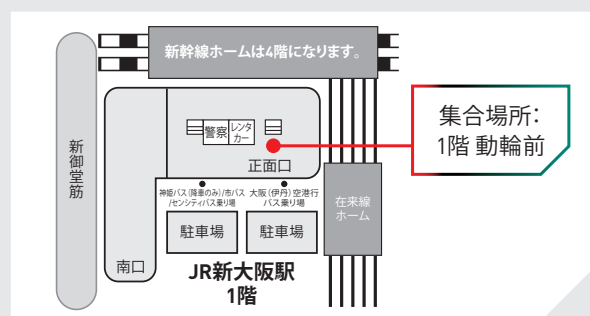 新幹線ホームは4階になります。
新御堂筋
警察
レンタ
カー
集合場所：
1階 動輪前
正面口
神姫バス（降車のみ）/市バス
/センシティバス乗り場
大阪（伊丹）空港行
バス乗り場
在来線
ホーム
駐車場
駐車場
南口
JR新大阪駅
1階